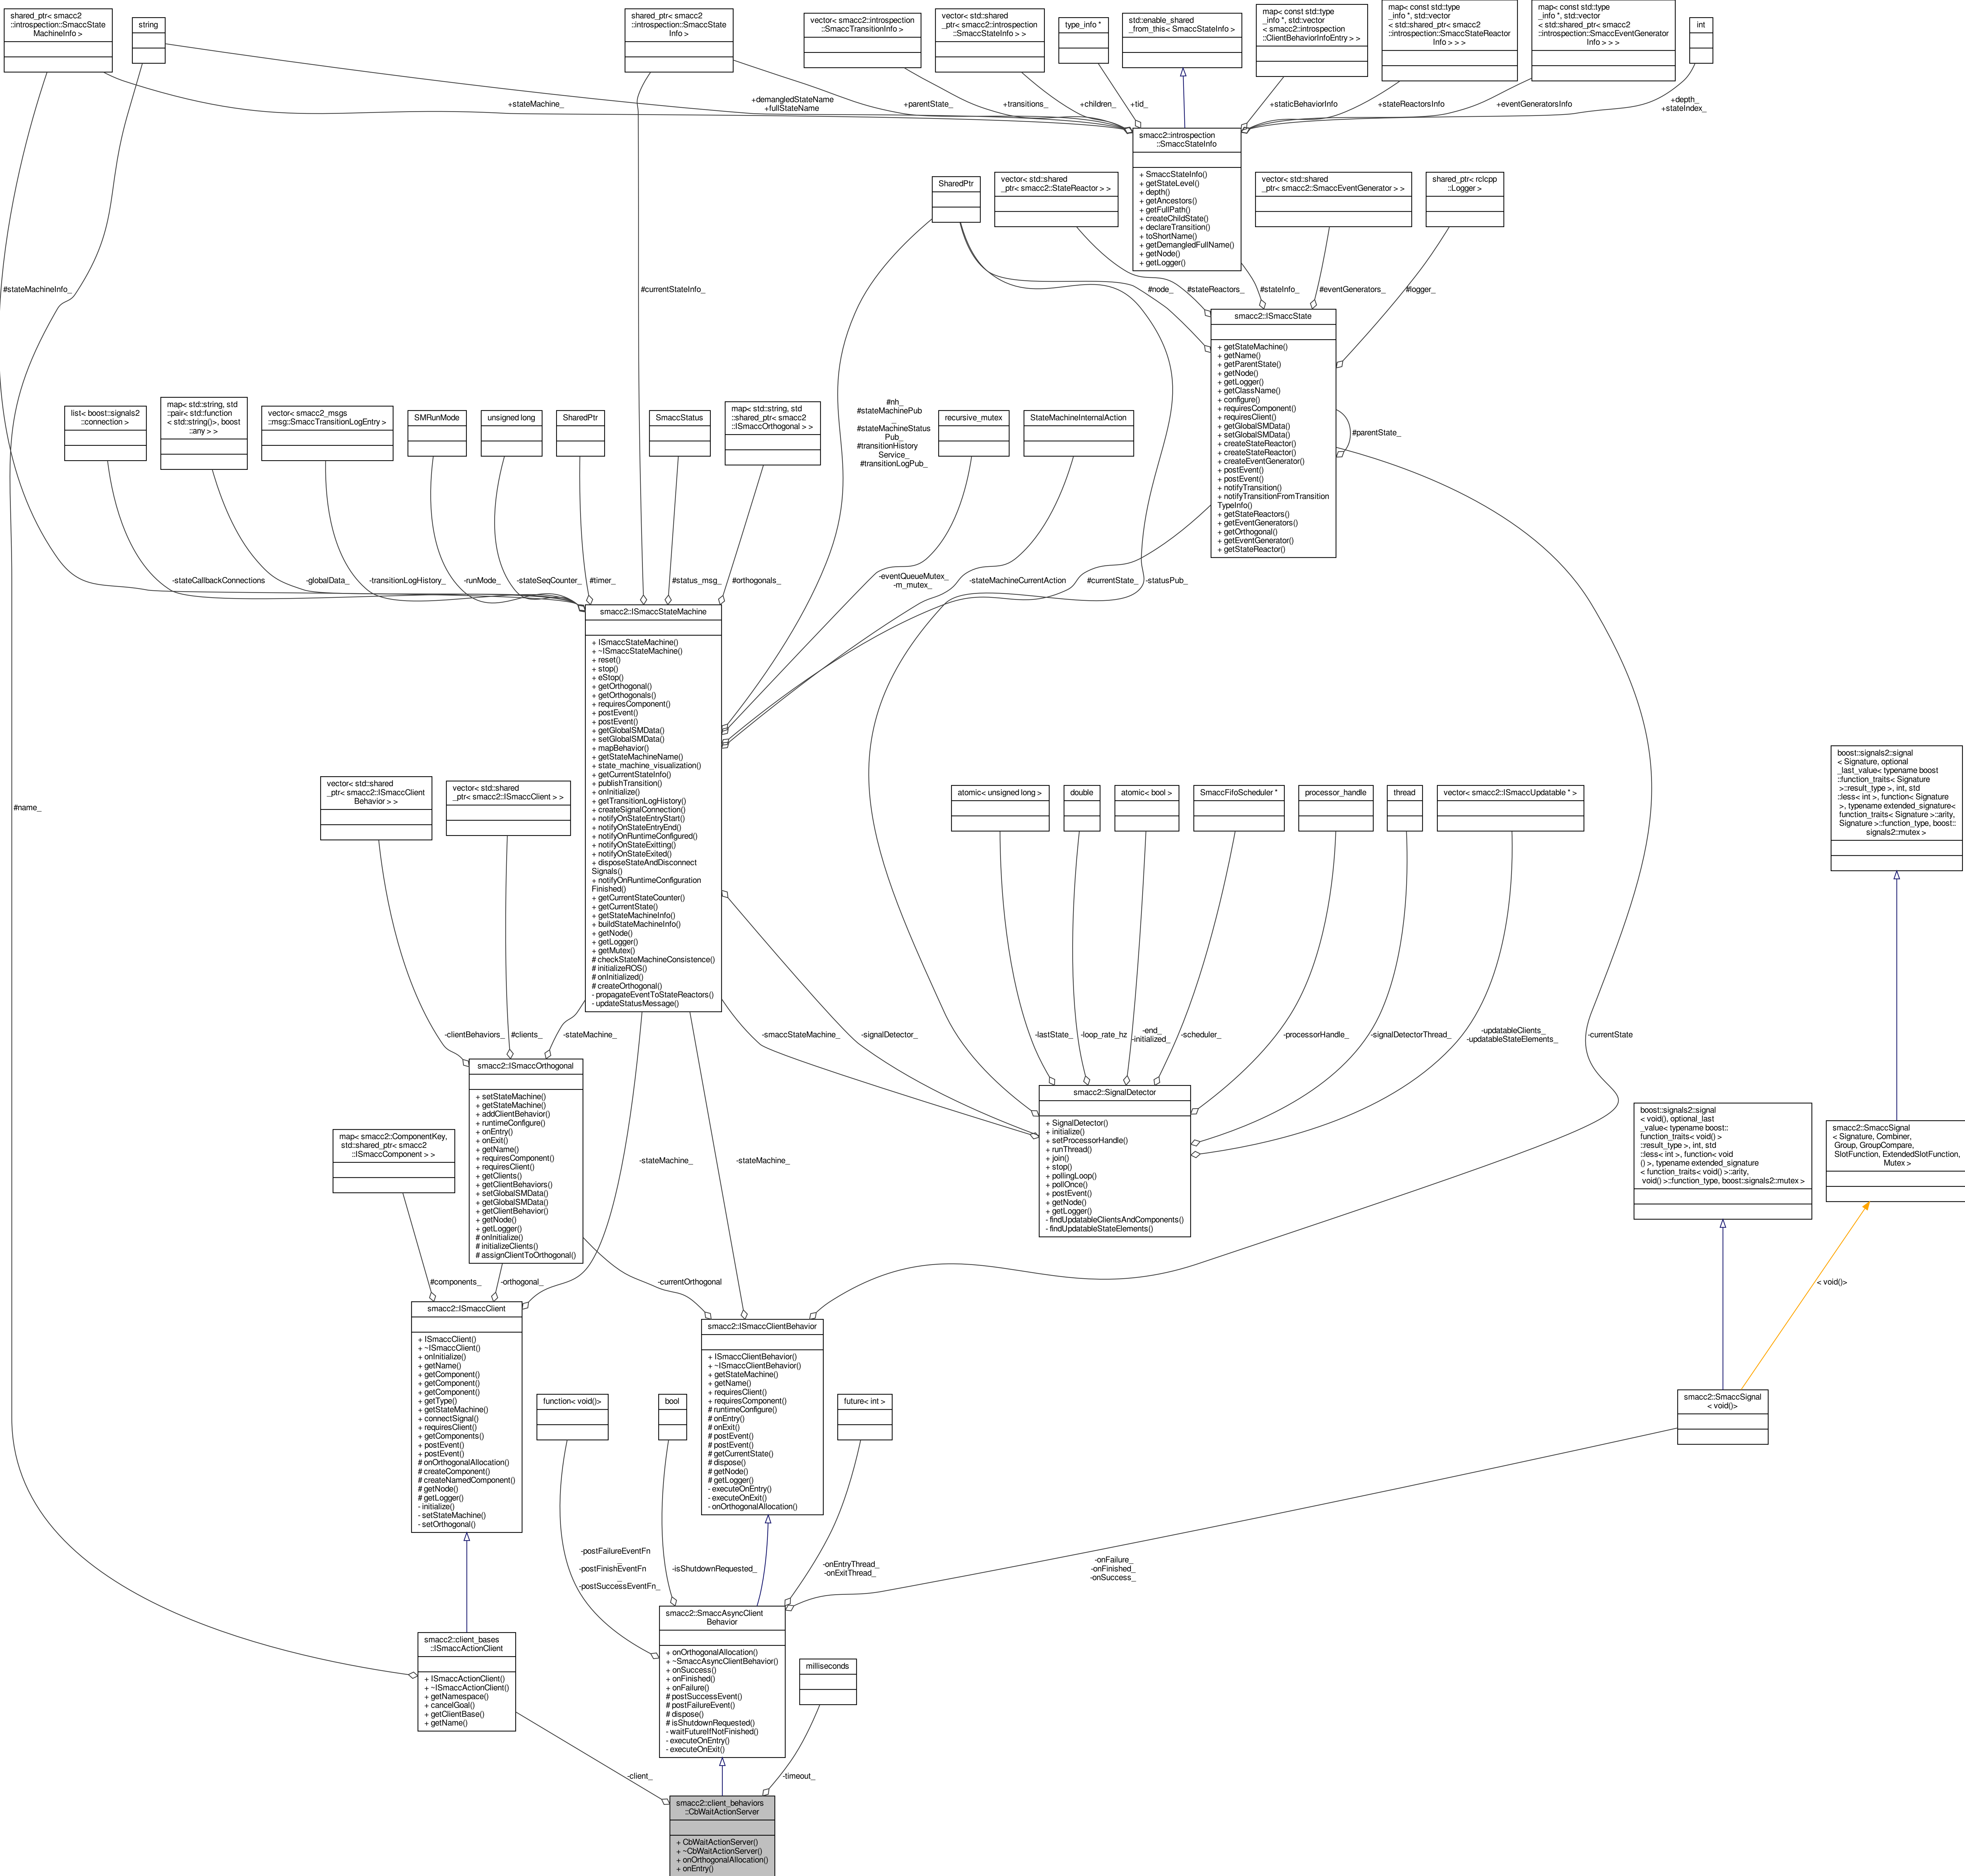 shared_ptr< smacc2
::introspection::SmaccState
MachineInfo >
string
shared_ptr< smacc2
::introspection::SmaccState
Info >
vector< smacc2::introspection
::SmaccTransitionInfo >
vector< std::shared
_ptr< smacc2::introspection
::SmaccStateInfo > >
type_info *
std::enable_shared
_from_this< SmaccStateInfo >
map< const std::type
_info *, std::vector
< smacc2::introspection
::ClientBehaviorInfoEntry > >
map< const std::type
_info *, std::vector
< std::shared_ptr< smacc2
::introspection::SmaccStateReactor
Info > > >
map< const std::type
_info *, std::vector
< std::shared_ptr< smacc2
::introspection::SmaccEventGenerator
Info > > >
int
+stateMachine_
+demangledStateName
+fullStateName
+parentState_
+transitions_
+children_
+tid_
+staticBehaviorInfo
+stateReactorsInfo
+eventGeneratorsInfo
+depth_
+stateIndex_
smacc2::introspection
::SmaccStateInfo
+ SmaccStateInfo()
+ getStateLevel()
+ depth()
+ getAncestors()
+ getFullPath()
+ createChildState()
+ declareTransition()
+ toShortName()
+ getDemangledFullName()
+ getNode()
+ getLogger()
SharedPtr
vector< std::shared
_ptr< smacc2::StateReactor > >
vector< std::shared
_ptr< smacc2::SmaccEventGenerator > >
shared_ptr< rclcpp
::Logger >
#stateMachineInfo_
#currentStateInfo_
#node_
#stateReactors_
#stateInfo_
#eventGenerators_
#logger_
smacc2::ISmaccState
+ getStateMachine()
+ getName()
+ getParentState()
+ getNode()
+ getLogger()
+ getClassName()
+ configure()
+ requiresComponent()
+ requiresClient()
+ getGlobalSMData()
+ setGlobalSMData()
+ createStateReactor()
+ createStateReactor()
+ createEventGenerator()
+ postEvent()
+ postEvent()
+ notifyTransition()
+ notifyTransitionFromTransition
TypeInfo()
+ getStateReactors()
+ getEventGenerators()
+ getOrthogonal()
+ getEventGenerator()
+ getStateReactor()
#parentState_
list< boost::signals2
::connection >
map< std::string, std
::pair< std::function
< std::string()>, boost
::any > >
vector< smacc2_msgs
::msg::SmaccTransitionLogEntry >
SMRunMode
unsigned long
SharedPtr
SmaccStatus
map< std::string, std
::shared_ptr< smacc2
::ISmaccOrthogonal > >
#nh_
#stateMachinePub
_
#stateMachineStatus
Pub_
#transitionHistory
Service_
#transitionLogPub_
recursive_mutex
StateMachineInternalAction
-stateCallbackConnections
-globalData_
-transitionLogHistory_
-runMode_
-stateSeqCounter_
#timer_
#status_msg_
#orthogonals_
-eventQueueMutex_
-m_mutex_
-stateMachineCurrentAction
#currentState_
-statusPub_
smacc2::ISmaccStateMachine
+ ISmaccStateMachine()
+ ~ISmaccStateMachine()
+ reset()
+ stop()
+ eStop()
+ getOrthogonal()
+ getOrthogonals()
+ requiresComponent()
+ postEvent()
+ postEvent()
+ getGlobalSMData()
+ setGlobalSMData()
+ mapBehavior()
+ getStateMachineName()
+ state_machine_visualization()
+ getCurrentStateInfo()
+ publishTransition()
+ onInitialize()
+ getTransitionLogHistory()
+ createSignalConnection()
+ notifyOnStateEntryStart()
+ notifyOnStateEntryEnd()
+ notifyOnRuntimeConfigured()
+ notifyOnStateExitting()
+ notifyOnStateExited()
+ disposeStateAndDisconnect
Signals()
+ notifyOnRuntimeConfiguration
Finished()
+ getCurrentStateCounter()
+ getCurrentState()
+ getStateMachineInfo()
+ buildStateMachineInfo()
+ getNode()
+ getLogger()
+ getMutex()
# checkStateMachineConsistence()
# initializeROS()
# onInitialized()
# createOrthogonal()
- propagateEventToStateReactors()
- updateStatusMessage()
#name_
vector< std::shared
_ptr< smacc2::ISmaccClient
Behavior > >
vector< std::shared
_ptr< smacc2::ISmaccClient > >
atomic< unsigned long >
double
atomic< bool >
SmaccFifoScheduler *
processor_handle
thread
vector< smacc2::ISmaccUpdatable * >
boost::signals2::signal
< Signature, optional
_last_value< typename boost
::function_traits< Signature
>::result_type >, int, std
::less< int >, function< Signature
>, typename extended_signature<
function_traits< Signature >::arity,
Signature >::function_type, boost::
signals2::mutex >
-clientBehaviors_
#clients_
-stateMachine_
-smaccStateMachine_
-signalDetector_
-lastState_
-loop_rate_hz
-end_
-initialized_
-scheduler_
-processorHandle_
-signalDetectorThread_
-updatableClients_
-updatableStateElements_
-currentState
smacc2::ISmaccOrthogonal
+ setStateMachine()
+ getStateMachine()
+ addClientBehavior()
+ runtimeConfigure()
+ onEntry()
+ onExit()
+ getName()
+ requiresComponent()
+ requiresClient()
+ getClients()
+ getClientBehaviors()
+ setGlobalSMData()
+ getGlobalSMData()
+ getClientBehavior()
+ getNode()
+ getLogger()
# onInitialize()
# initializeClients()
# assignClientToOrthogonal()
smacc2::SignalDetector
+ SignalDetector()
+ initialize()
+ setProcessorHandle()
+ runThread()
+ join()
+ stop()
+ pollingLoop()
+ pollOnce()
+ postEvent()
+ getNode()
+ getLogger()
- findUpdatableClientsAndComponents()
- findUpdatableStateElements()
boost::signals2::signal
< void(), optional_last
_value< typename boost::
function_traits< void() >
::result_type >, int, std
::less< int >, function< void
() >, typename extended_signature
< function_traits< void() >::arity,
void() >::function_type, boost::signals2::mutex >
smacc2::SmaccSignal
< Signature, Combiner,
Group, GroupCompare,
SlotFunction, ExtendedSlotFunction,
Mutex >
map< smacc2::ComponentKey,
std::shared_ptr< smacc2
::ISmaccComponent > >
-stateMachine_
-stateMachine_
#components_
-orthogonal_
-currentOrthogonal
< void()>
smacc2::ISmaccClient
+ ISmaccClient()
+ ~ISmaccClient()
+ onInitialize()
+ getName()
+ getComponent()
+ getComponent()
+ getComponent()
+ getType()
+ getStateMachine()
+ connectSignal()
+ requiresClient()
+ getComponents()
+ postEvent()
+ postEvent()
# onOrthogonalAllocation()
# createComponent()
# createNamedComponent()
# getNode()
# getLogger()
- initialize()
- setStateMachine()
- setOrthogonal()
smacc2::ISmaccClientBehavior
+ ISmaccClientBehavior()
+ ~ISmaccClientBehavior()
+ getStateMachine()
+ getName()
+ requiresClient()
+ requiresComponent()
# runtimeConfigure()
# onEntry()
# onExit()
# postEvent()
# postEvent()
# getCurrentState()
# dispose()
# getNode()
# getLogger()
- executeOnEntry()
- executeOnExit()
- onOrthogonalAllocation()
function< void()>
bool
future< int >
smacc2::SmaccSignal
< void()>
-postFailureEventFn
_
-postFinishEventFn
_
-postSuccessEventFn_
-isShutdownRequested_
-onEntryThread_
-onExitThread_
-onFailure_
-onFinished_
-onSuccess_
smacc2::client_bases
::ISmaccActionClient
+ ISmaccActionClient()
+ ~ISmaccActionClient()
+ getNamespace()
+ cancelGoal()
+ getClientBase()
+ getName()
smacc2::SmaccAsyncClient
Behavior
+ onOrthogonalAllocation()
+ ~SmaccAsyncClientBehavior()
+ onSuccess()
+ onFinished()
+ onFailure()
# postSuccessEvent()
# postFailureEvent()
# dispose()
# isShutdownRequested()
- waitFutureIfNotFinished()
- executeOnEntry()
- executeOnExit()
milliseconds
-client_
-timeout_
smacc2::client_behaviors
::CbWaitActionServer
+ CbWaitActionServer()
+ ~CbWaitActionServer()
+ onOrthogonalAllocation()
+ onEntry()